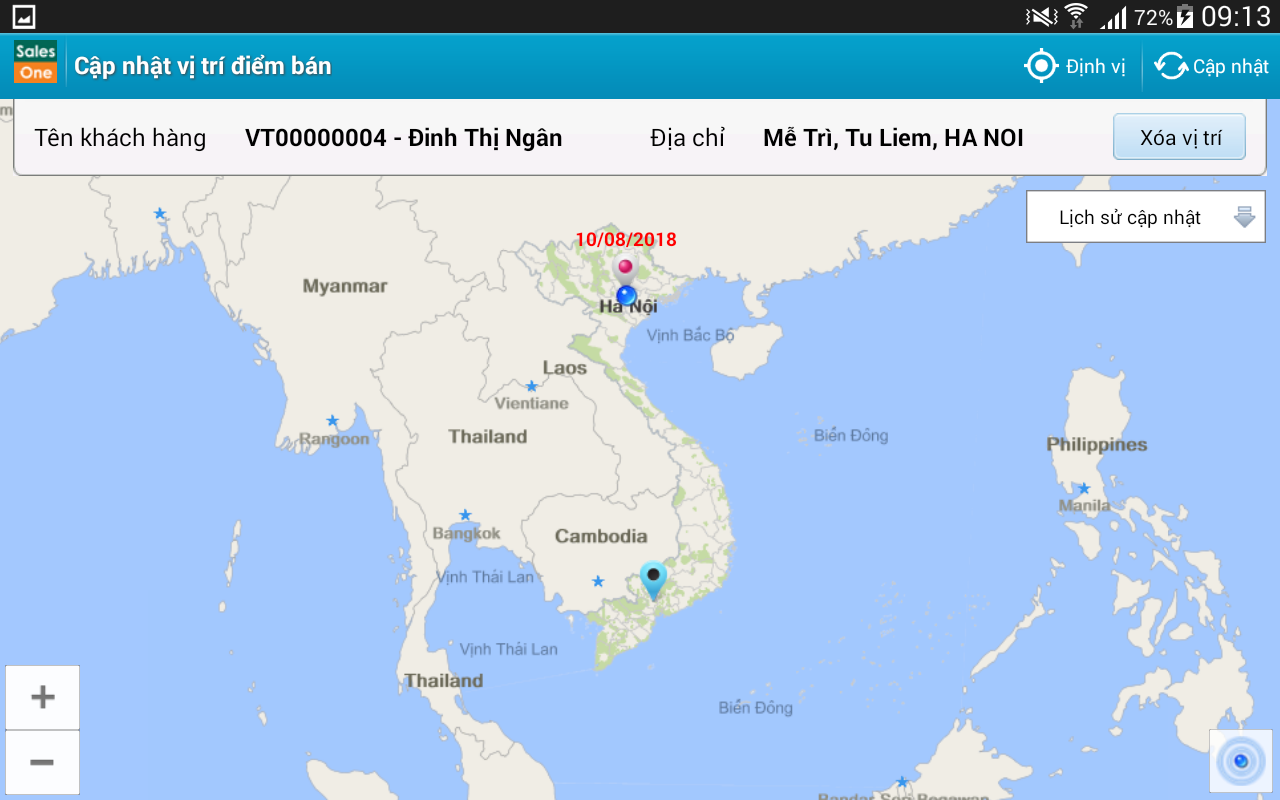 72% 09:13
Sales One
Cập nhật vị trí điểm bán
Định vị
Cập nhật
Tên khách hàng
VT00000004 - Đinh Thị Ngân
Địa chỉ
Mễ Trì, Tu Liem, HA NOI
Xóa vị trí
Lịch sử cập nhật
10/08/2018
Myanmar
Hà Nội
Vịnh Bắc Bộ
Laos
Vientiane
Rangoon
Thailand
Biển Đông
Philippines
Manila
Bangkok
Cambodia
Vịnh Thái Lan
Vịnh Thái Lan
Thailand
Biển Đông
+
−
Bandar Seri Begawan